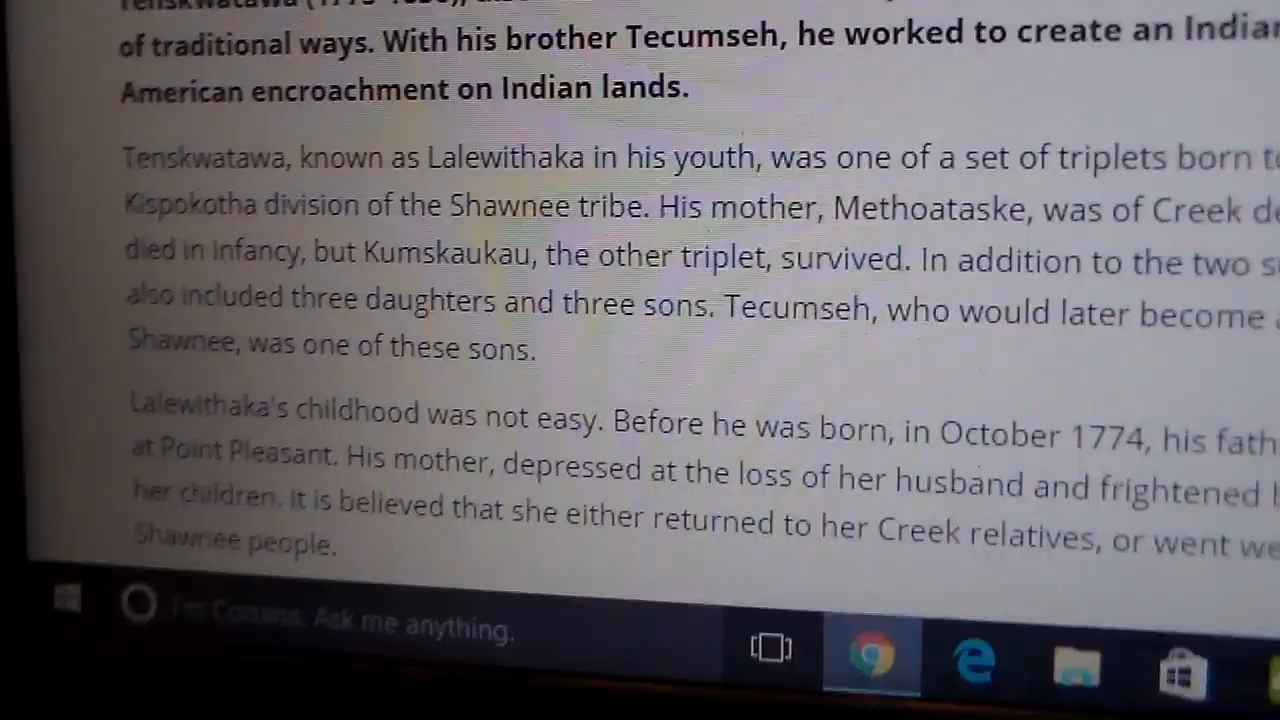 of traditional ways. With his brother Tecumseh, he worked to create an Indian
American encroachment on Indian lands.
Tenskwatawa, known as Lalewithaka in his youth, was one of a set of triplets born
Kispokotha division of the Shawnee tribe. His mother, Methoataske, was of Creek
died in infancy, but Kumskaukau, the other triplet, survived. In addition to the two
also included three daughters and three sons. Tecumseh, who would later become
Shawnee, was one of these sons.
Lalewithaka's childhood was not easy. Before he was born, in October 1774, his
at Point Pleasant. His mother, depressed at the loss of her husband and frightened
her children. It is believed that she either returned to her Creek relatives, or went
Shawnee people.
I'm Cortana. Ask me anything.